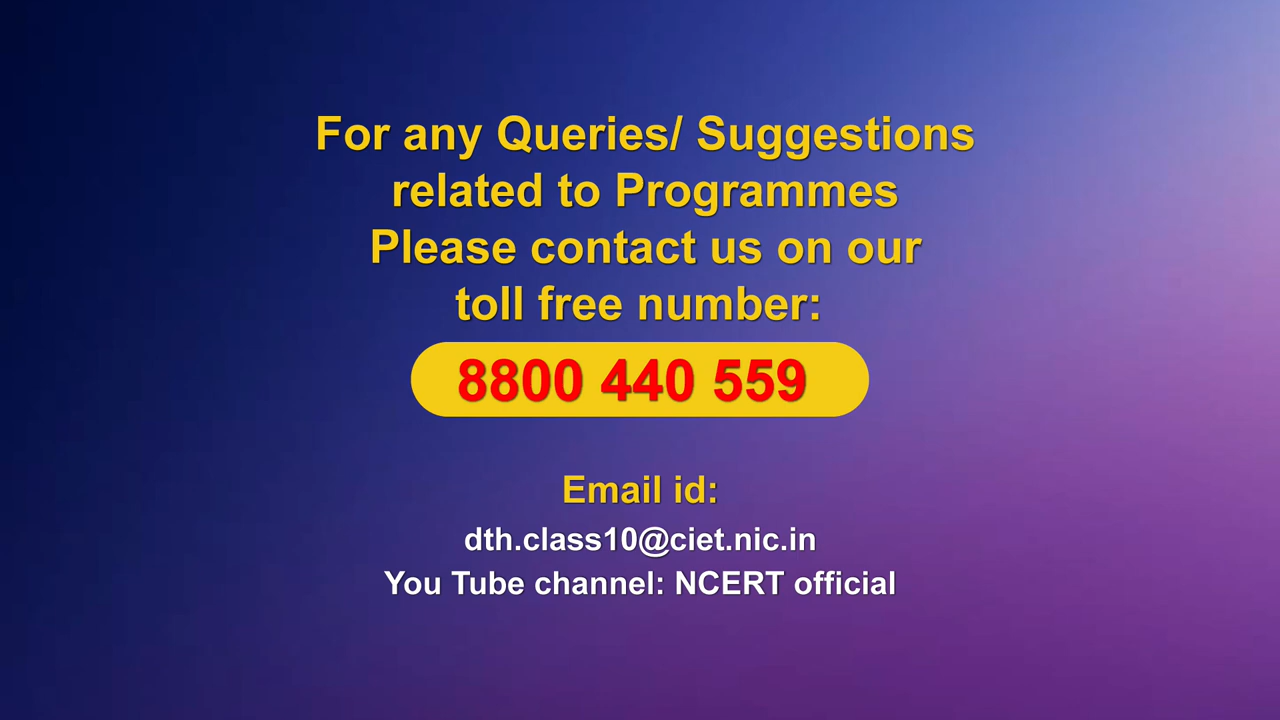 For any Queries/ Suggestions
related to Programmes
Please contact us on our
toll free number:
8800 440 559
Email id:
dth.class10@ciet.nic.in
You Tube channel: NCERT official